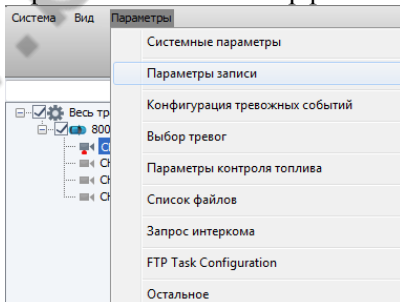 Система Вид Параметры
Системные параметры
Параметры записи
Весь тр
Конфигурация тревожных событий
800
Выбор тревог
Параметры контроля топлива
Список файлов
Запрос интеркома
FTP Task Configuration
Остальное